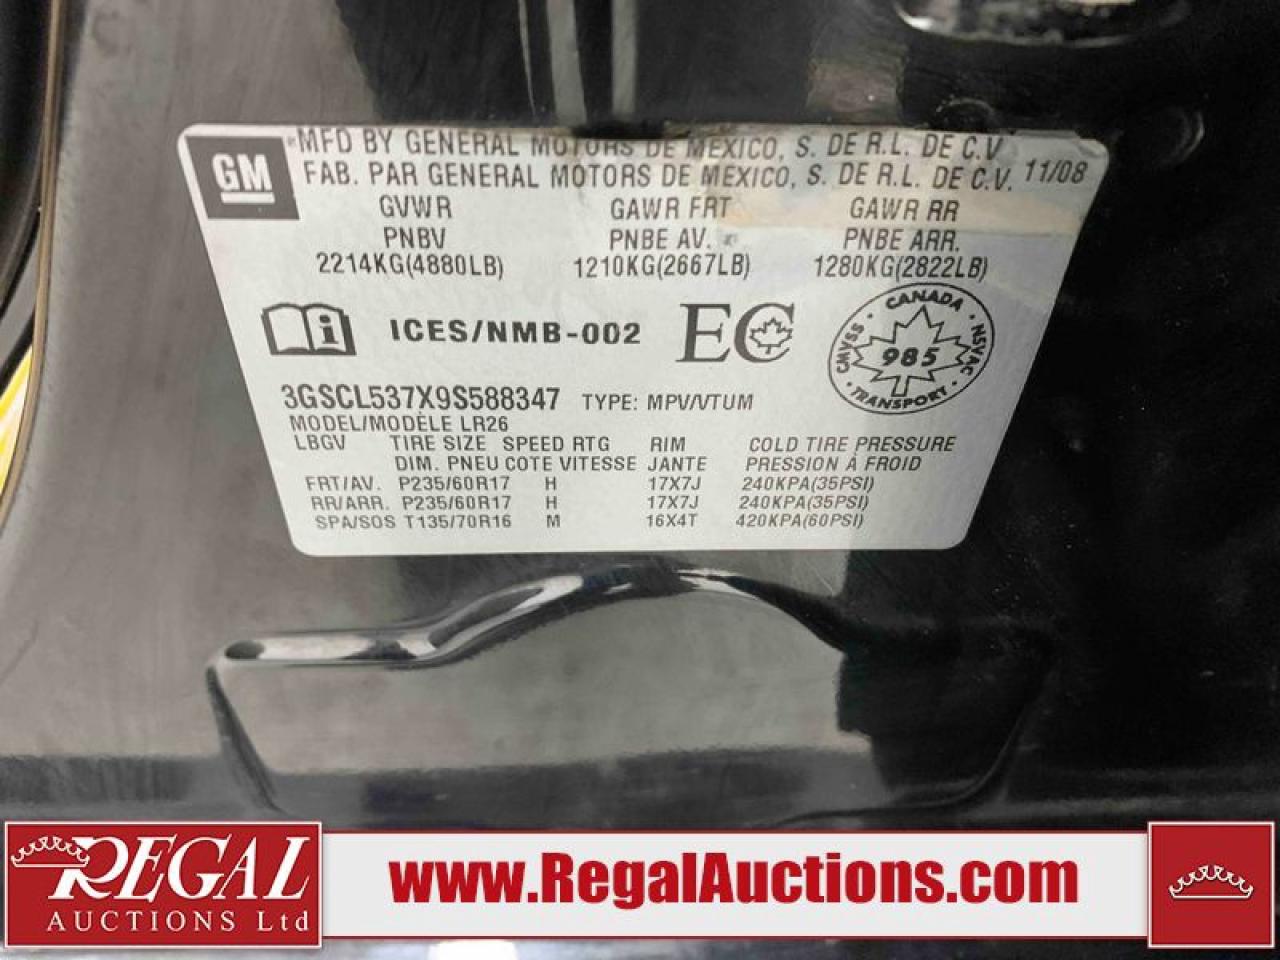 GM
MFD BY GENERAL MOTORS DE MEXICO, S. DE R.L. DE C.V.
FAB. PAR GENERAL MOTORS DE MEXICO, S. DE R.L. DE C.V. 11/08
GVWR GAWR FRT GAWR RR
PNBV PNBE AV. PNBE ARR.
2214KG(4880LB) 1210KG(2667LB) 1280KG(2822LB)
i ICES/NMB-002 EC
CANADA
CMVSS 985 NSVAC
TRANSPORT
3GSCL537X9S588347 TYPE: MPV/VTUM
MODEL/MODÈLE LR26
LBGV TIRE SIZE SPEED RTG RIM COLD TIRE PRESSURE
DIM. PNEU COTE VITESSE JANTE PRESSION À FROID
FRT/AV. P235/60R17 H 17X7J 240KPA(35PSI)
RR/ARR. P235/60R17 H 17X7J 240KPA(35PSI)
SPA/SOS T135/70R16 M 16X4T 420KPA(60PSI)
REGAL
AUCTIONS Ltd
www.RegalAuctions.com